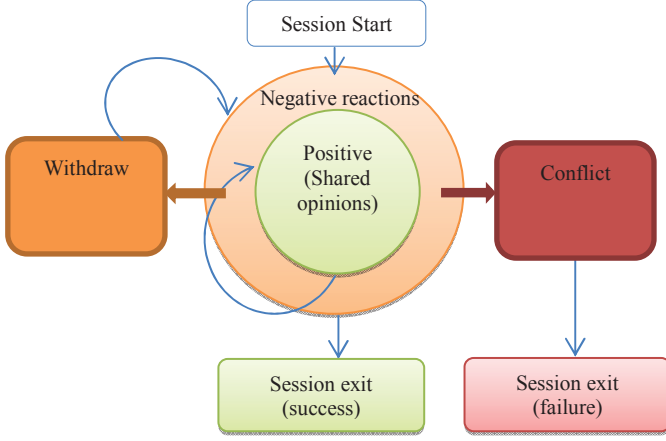 Session Start
Negative reactions
Positive
(Shared
opinions)
Withdraw
Conflict
Session exit
(success)
Session exit
(failure)